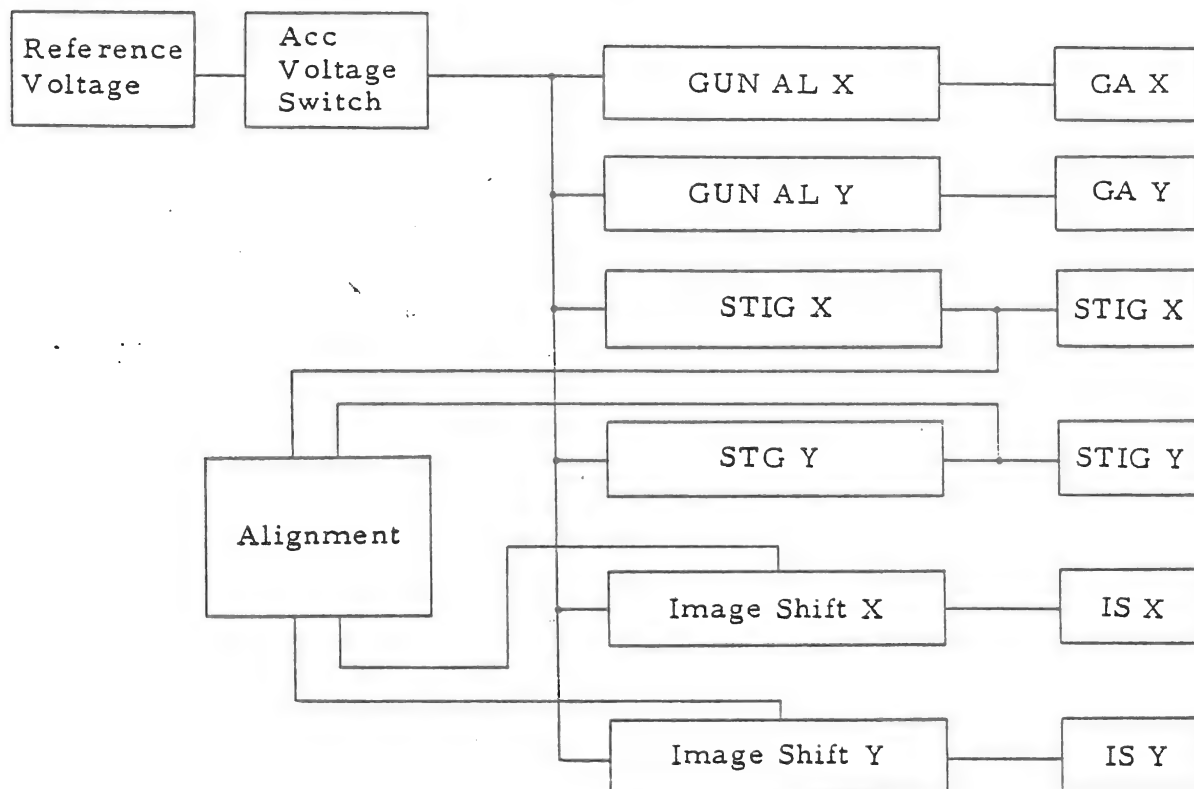 Reference
Voltage
Acc
Voltage
Switch
GUN AL X
GA X
GUN AL Y
GA Y
STIG X
STIG X
STG Y
STIG Y
Alignment
Image Shift X
IS X
Image Shift Y
IS Y